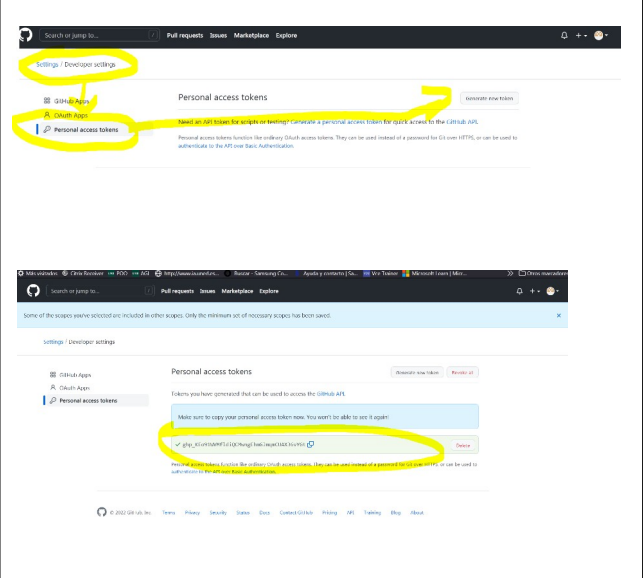 Search or jump to... /
Pull requests Issues Marketplace Explore
Settings / Developer settings
GitHub Apps
OAuth Apps
Personal access tokens
Personal access tokens
Generate new token
Need an API token for scripts or testing? Generate a personal access token for quick access to the GitHub API.
Personal access tokens function like ordinary OAuth access tokens. They can be used instead of a password for Git over HTTPS, or can be used to
authenticate to the API over Basic Authentication.
Más visitados Citrix Receiver POO AGI Buscar - Samsung Co... Ayuda y contacto | Sa... Vce Trainer Microsoft Learn | Micr... Otros marcadores
Search or jump to... /
Pull requests Issues Marketplace Explore
Some of the scopes you've selected are included in other scopes. Only the minimum set of necessary scopes has been saved.
Settings / Developer settings
GitHub Apps
OAuth Apps
Personal access tokens
Personal access tokens
Generate new token Revoke all
Tokens you have generated that can be used to access the GitHub API.
Make sure to copy your personal access token now. You won't be able to see it again!
Delete
Personal access tokens function like ordinary OAuth access tokens. They can be used instead of a password for Git over HTTPS, or can be used to
authenticate to the API over Basic Authentication.
© 2022 GitHub, Inc. Terms Privacy Security Status Docs Contact GitHub Pricing API Training Blog About